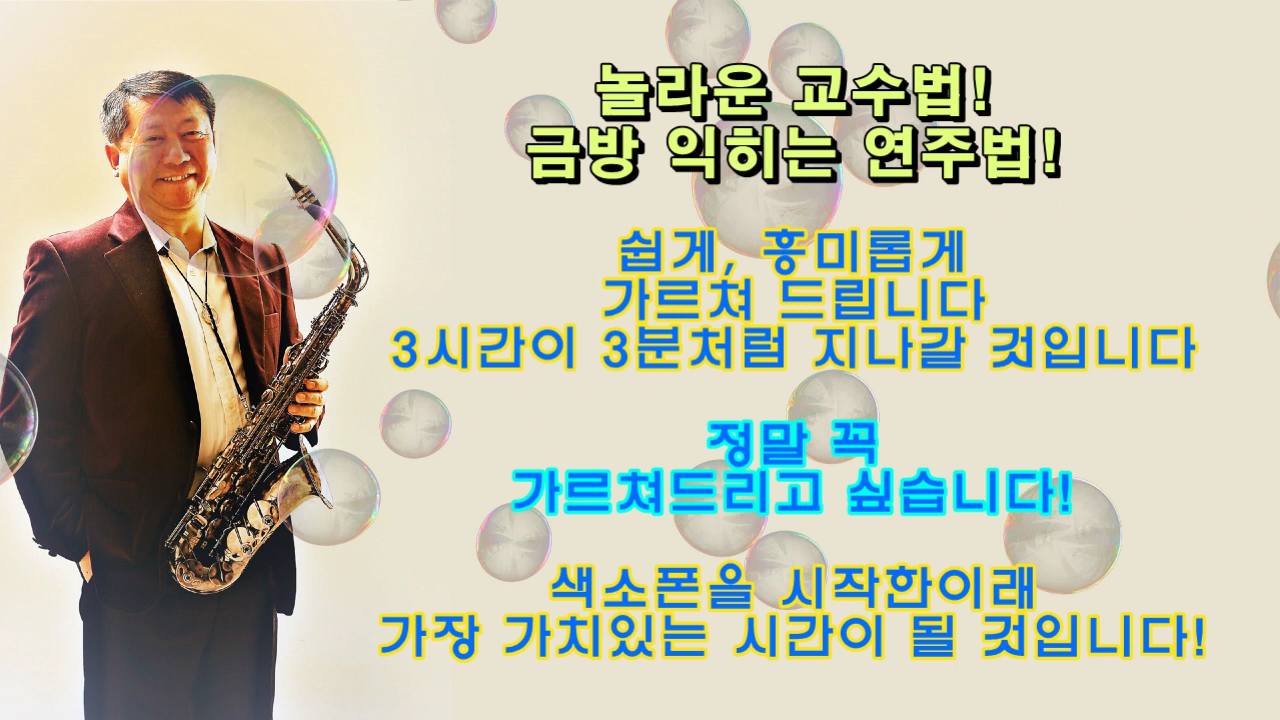 놀라운 교수법!
금방 익히는 연주법!
쉽게, 흥미롭게
가르쳐 드립니다
3시간이 3분처럼 지나갈 것입니다
정말 꼭
가르쳐드리고 싶습니다!
색소폰을 시작한이래
가장 가치있는 시간이 될 것입니다!